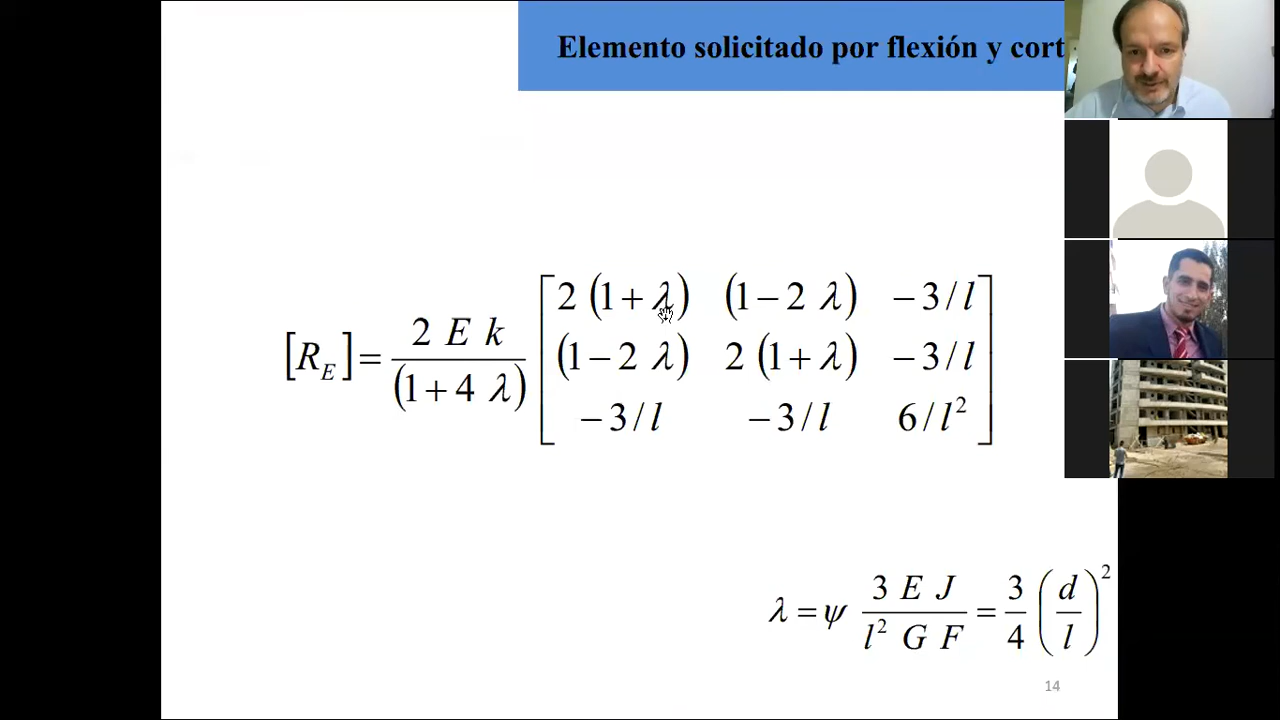 Elemento solicitado por flexión y cort
[R_E] = 2 E k / (1 + 4 λ) [ 2 (1 + λ)   (1 − 2 λ)   − 3 / l
(1 − 2 λ)   2 (1 + λ)   − 3 / l
− 3 / l   − 3 / l   6 / l² ]
λ = ψ 3 E J / l² G F = 3 / 4 (d / l)²
14